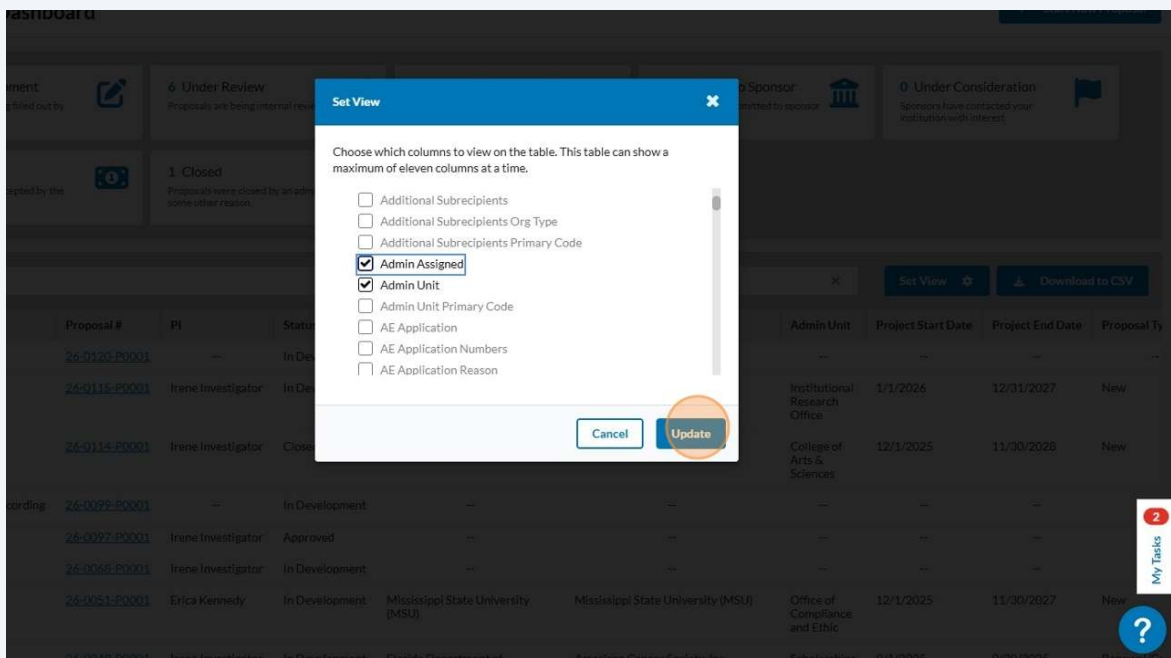 Dashboard
6 Under Review
Proposals are being internal revie
o Sponsor
mitted to sponsor
0 Under Consideration
Sponsors have contacted your
institution with interest
ment
g filled out by
1 Closed
Proposals were closed by an adm
some other reason
cepted by the
Set View
Choose which columns to view on the table. This table can show a
maximum of eleven columns at a time.
Additional Subrecipients
Additional Subrecipients Org Type
Additional Subrecipients Primary Code
Admin Assigned
Admin Unit
Admin Unit Primary Code
AE Application
AE Application Numbers
AE Application Reason
Cancel
Update
Set View
Download to CSV
Proposal # PI Status Admin Unit Project Start Date Project End Date Proposal Ty
26-0120-P0001 -- In Dev -- -- -- --
26-0115-P0001 Irene Investigator In Dev Institutional 1/1/2026 12/31/2027 New
Research
Office
26-0114-P0001 Irene Investigator Closed College of 12/1/2025 11/30/2028 New
Arts &
Sciences
cording 26-0099-P0001 -- In Development -- -- -- -- --
26-0097-P0001 Irene Investigator Approved -- -- -- -- --
26-0068-P0001 Irene Investigator In Development -- -- -- -- --
26-0051-P0001 Erica Kennedy In Development Mississippi State University Mississippi State University (MSU) Office of 12/1/2025 11/30/2027 New
(MSU) Compliance
and Ethic
2
My Tasks
?